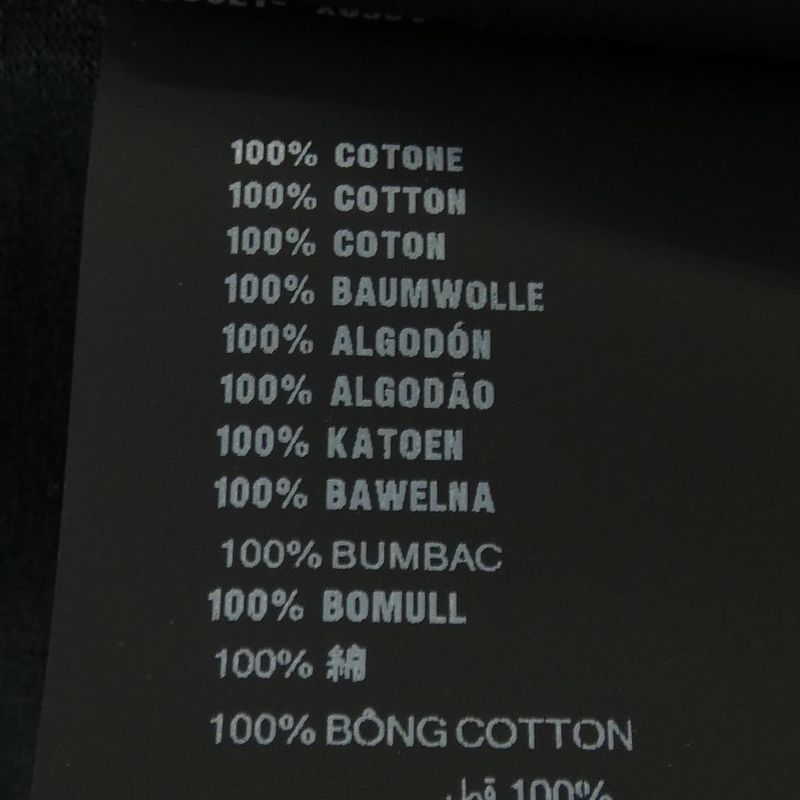 100% COTONE
100% COTTON
100% COTON
100% BAUMWOLLE
100% ALGODÓN
100% ALGODÃO
100% KATOEN
100% BAWELNA
100% BUMBAC
100% BOMULL
100% 綿
100% BÔNG COTTON
100%